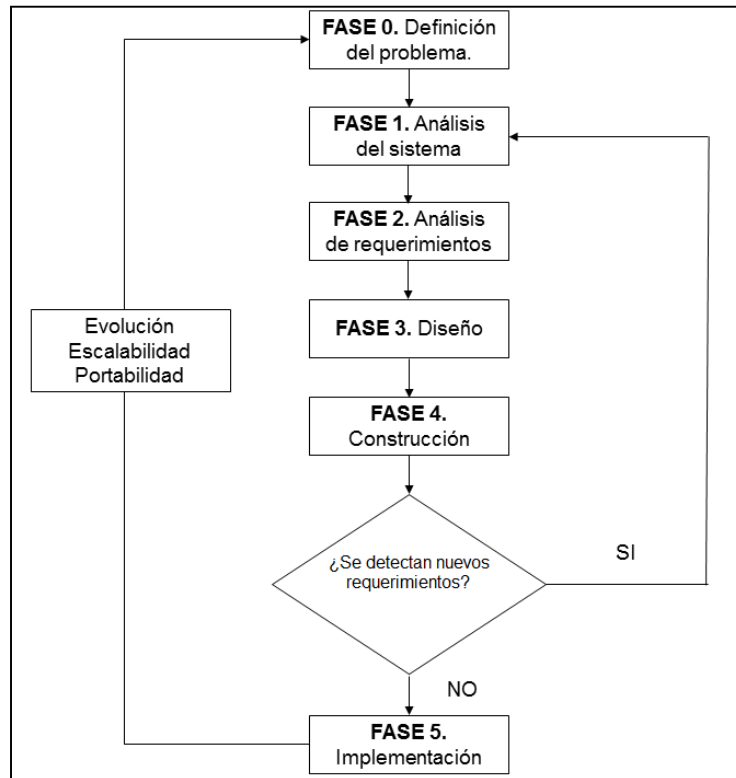 FASE 0. Definición
del problema.
FASE 1. Análisis
del sistema
FASE 2. Análisis
de requerimientos
Evolución
Escalabilidad
Portabilidad
FASE 3. Diseño
FASE 4.
Construcción
¿Se detectan nuevos
requerimientos?
SI
NO
FASE 5.
Implementación